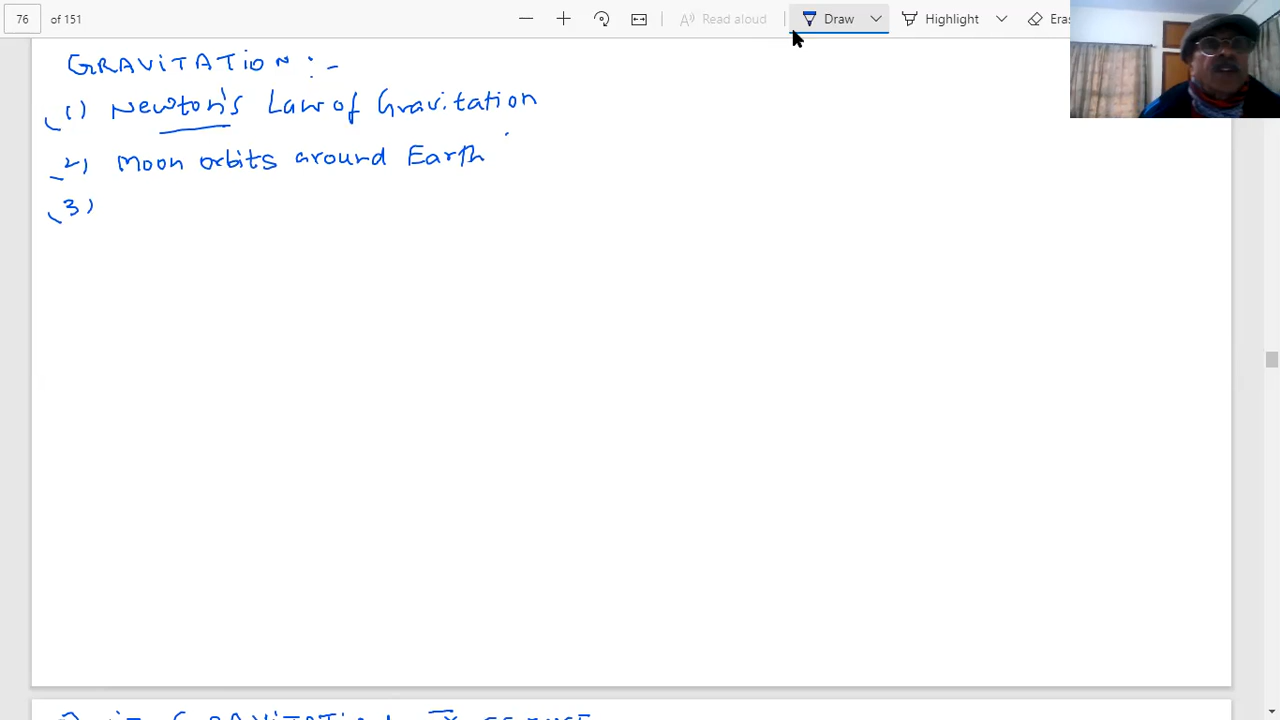 76 of 151 Read aloud Draw Highlight
GRAVITATION :-
(1) Newton's Law of Gravitation
(2) Moon orbits around Earth
(3)